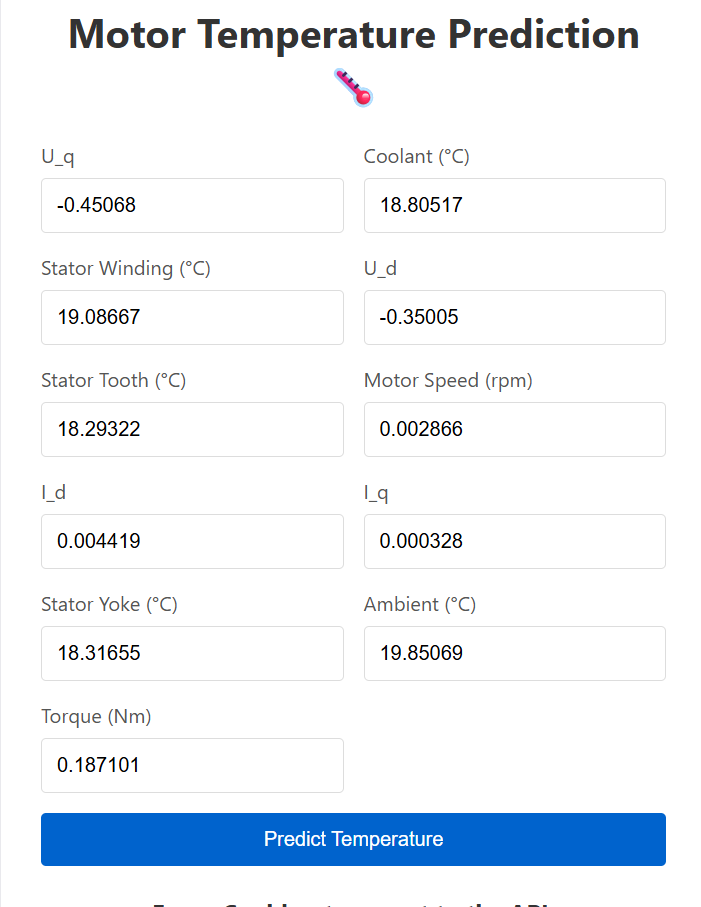 Motor Temperature Prediction
U_q
Coolant (°C)
-0.45068
18.80517
Stator Winding (°C)
U_d
19.08667
-0.35005
Stator Tooth (°C)
Motor Speed (rpm)
18.29322
0.002866
I_d
I_q
0.004419
0.000328
Stator Yoke (°C)
Ambient (°C)
18.31655
19.85069
Torque (Nm)
0.187101
Predict Temperature